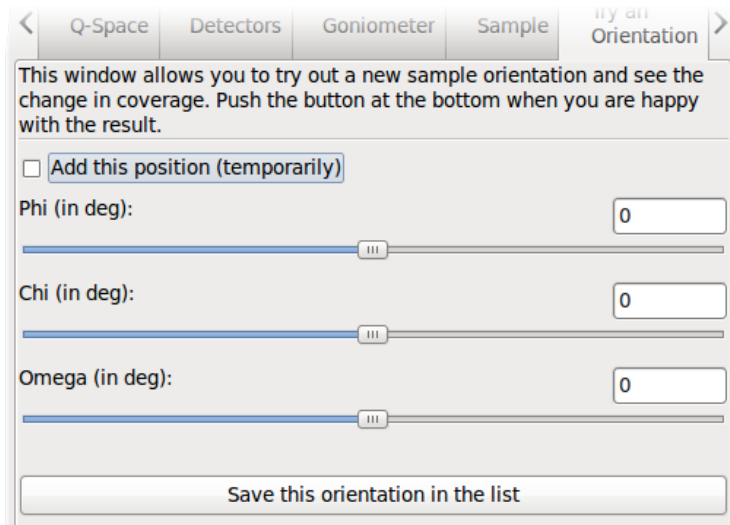 Q-Space
Detectors
Goniometer
Sample
Try an
Orientation
This window allows you to try out a new sample orientation and see the
change in coverage. Push the button at the bottom when you are happy
with the result.
Add this position (temporarily)
Phi (in deg):
0
Chi (in deg):
0
Omega (in deg):
0
Save this orientation in the list